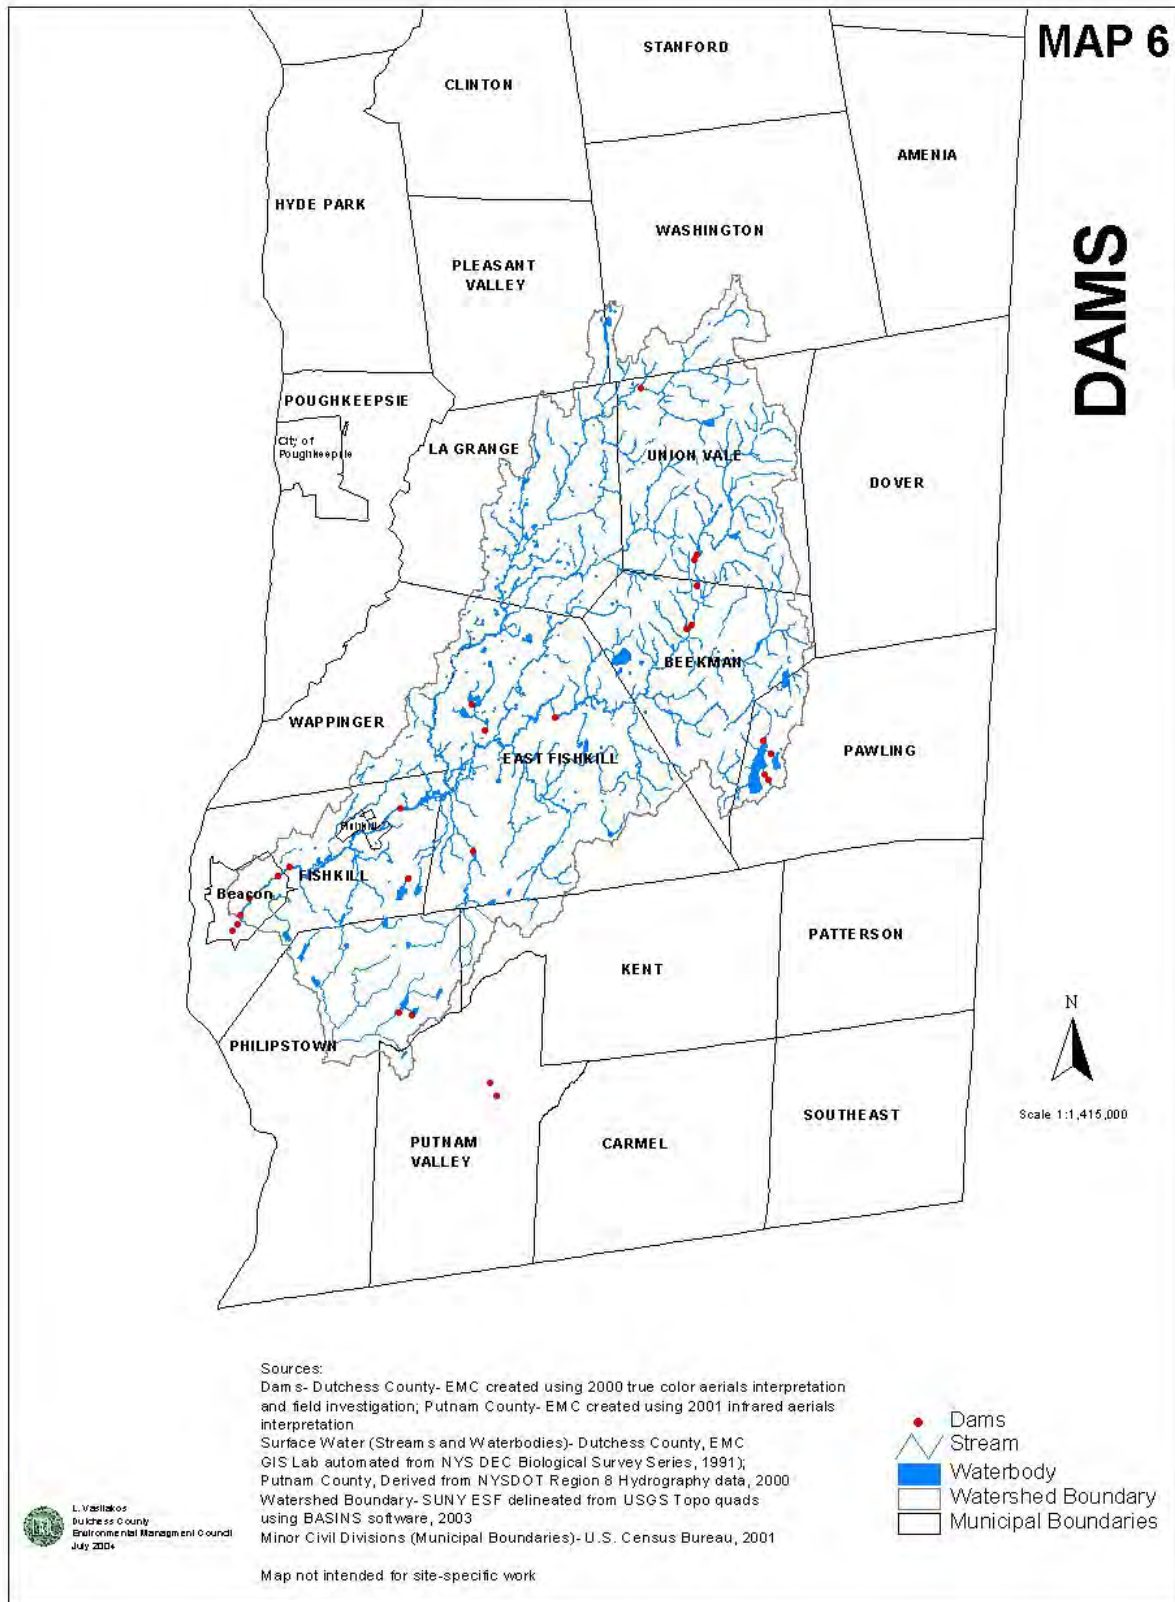 MAP 6
DAMS
STANFORD
CLINTON
AMENIA
HYDE PARK
WASHINGTON
PLEASANT
VALLEY
POUGHKEEPSIE
City of
Poughkeepsie
LA GRANGE
UNION VALE
DOVER
BEEKMAN
WAPPINGER
EAST FISHKILL
PAWLING
FISHKILL
Beacon
PATTERSON
KENT
N
PHILIPSTOWN
Scale 1:1,415,000
SOUTHEAST
PUTNAM
VALLEY
CARMEL
Sources:
Dams- Dutchess County- EMC created using 2000 true color aerials interpretation
and field investigation; Putnam County- EMC created using 2001 infrared aerials
interpretation
Surface Water (Streams and Waterbodies)- Dutchess County, EMC
GIS Lab automated from NYS DEC Biological Survey Series, 1991);
Putnam County, Derived from NYSDOT Region 8 Hydrography data, 2000
Watershed Boundary- SUNY ESF delineated from USGS Topo quads
using BASINS software, 2003
Minor Civil Divisions (Municipal Boundaries)- U.S. Census Bureau, 2001
Map not intended for site-specific work
Dams
Stream
Waterbody
Watershed Boundary
Municipal Boundaries
L. Vasilakos
Dutchess County
Environmental Managment Council
July 2004